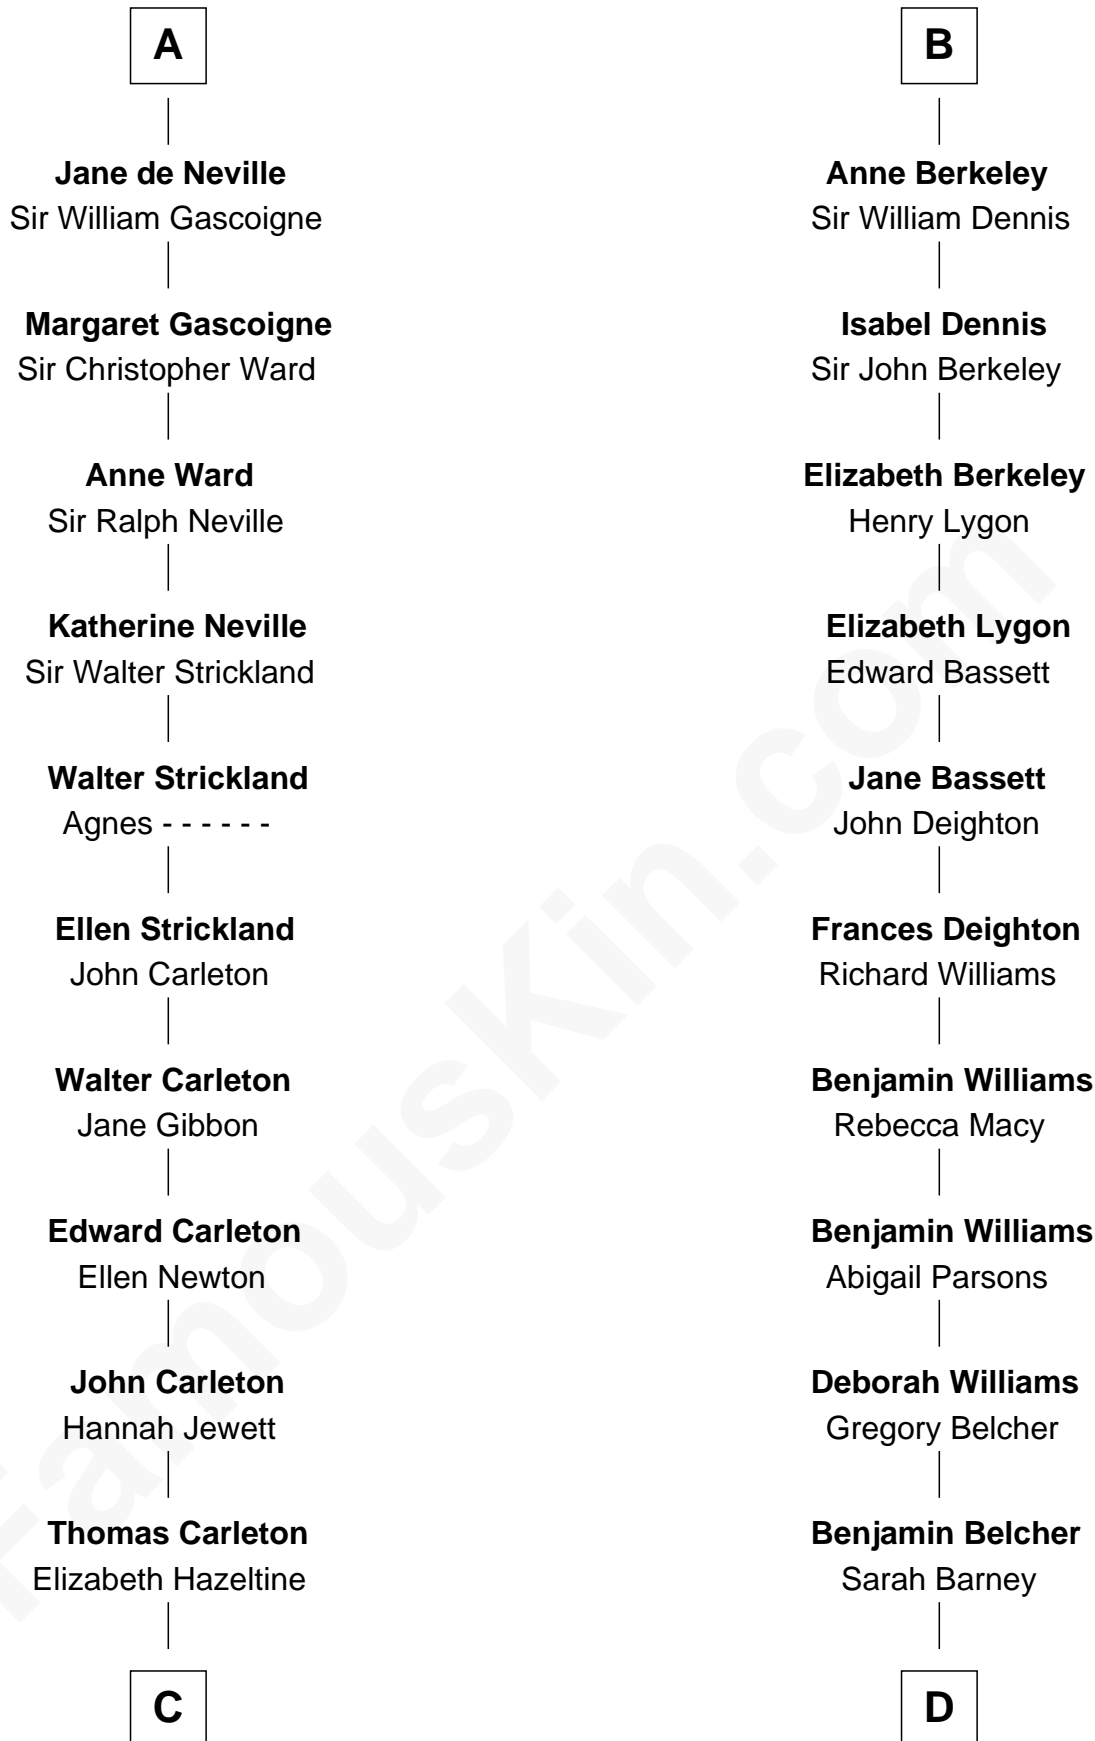 A
Jane de Neville
Sir William Gascoigne
Margaret Gascoigne
Sir Christopher Ward
Anne Ward
Sir Ralph Neville
Katherine Neville
Sir Walter Strickland
Walter Strickland
Agnes - - - - - -
Ellen Strickland
John Carleton
Walter Carleton
Jane Gibbon
Edward Carleton
Ellen Newton
John Carleton
Hannah Jewett
Thomas Carleton
Elizabeth Hazeltine
C
B
Anne Berkeley
Sir William Dennis
Isabel Dennis
Sir John Berkeley
Elizabeth Berkeley
Henry Lygon
Elizabeth Lygon
Edward Bassett
Jane Bassett
John Deighton
Frances Deighton
Richard Williams
Benjamin Williams
Rebecca Macy
Benjamin Williams
Abigail Parsons
Deborah Williams
Gregory Belcher
Benjamin Belcher
Sarah Barney
D
FamousKin.com